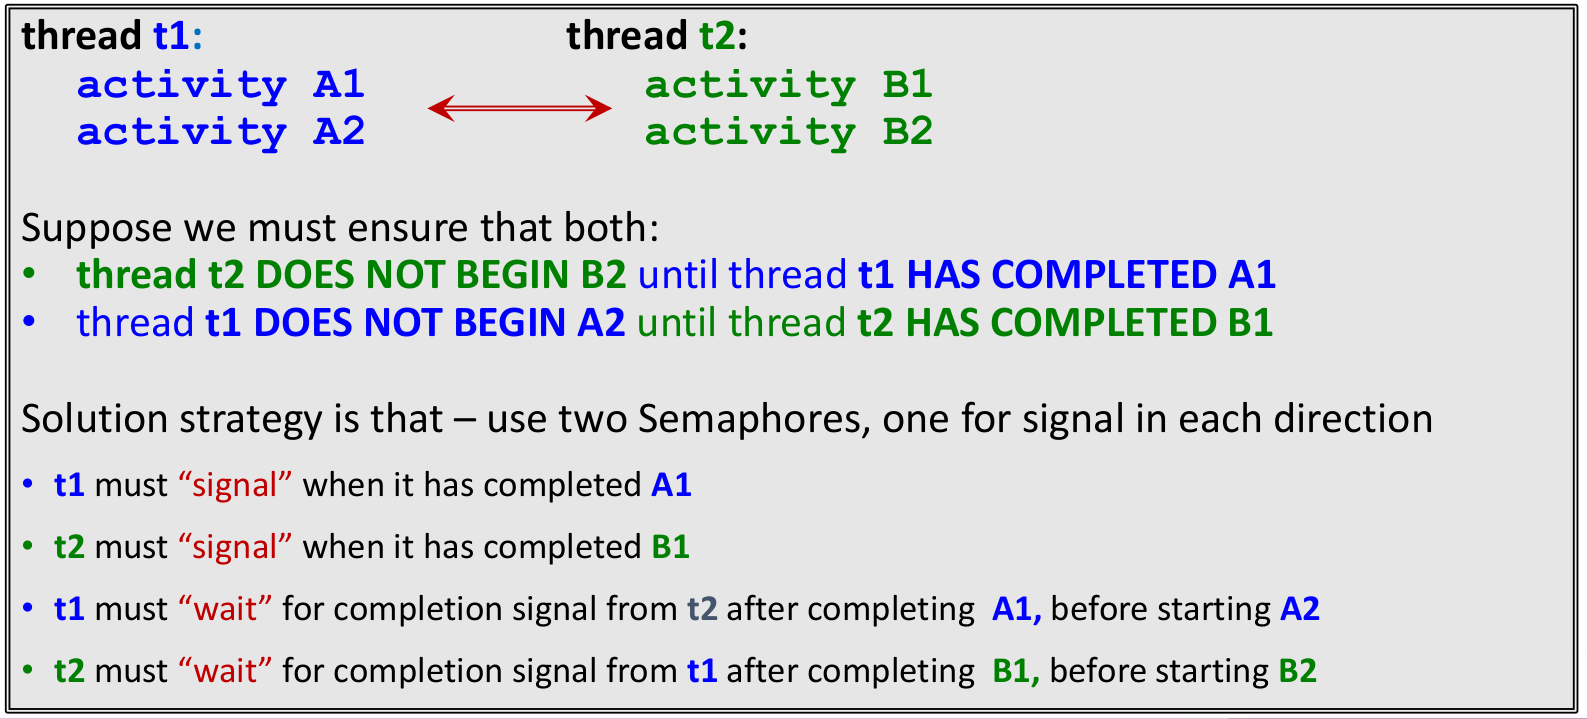 thread t1: thread t2:
activity A1 activity B1
activity A2 activity B2
Suppose we must ensure that both:
• thread t2 DOES NOT BEGIN B2 until thread t1 HAS COMPLETED A1
• thread t1 DOES NOT BEGIN A2 until thread t2 HAS COMPLETED B1
Solution strategy is that – use two Semaphores, one for signal in each direction
• t1 must “signal” when it has completed A1
• t2 must “signal” when it has completed B1
• t1 must “wait” for completion signal from t2 after completing A1, before starting A2
• t2 must “wait” for completion signal from t1 after completing B1, before starting B2